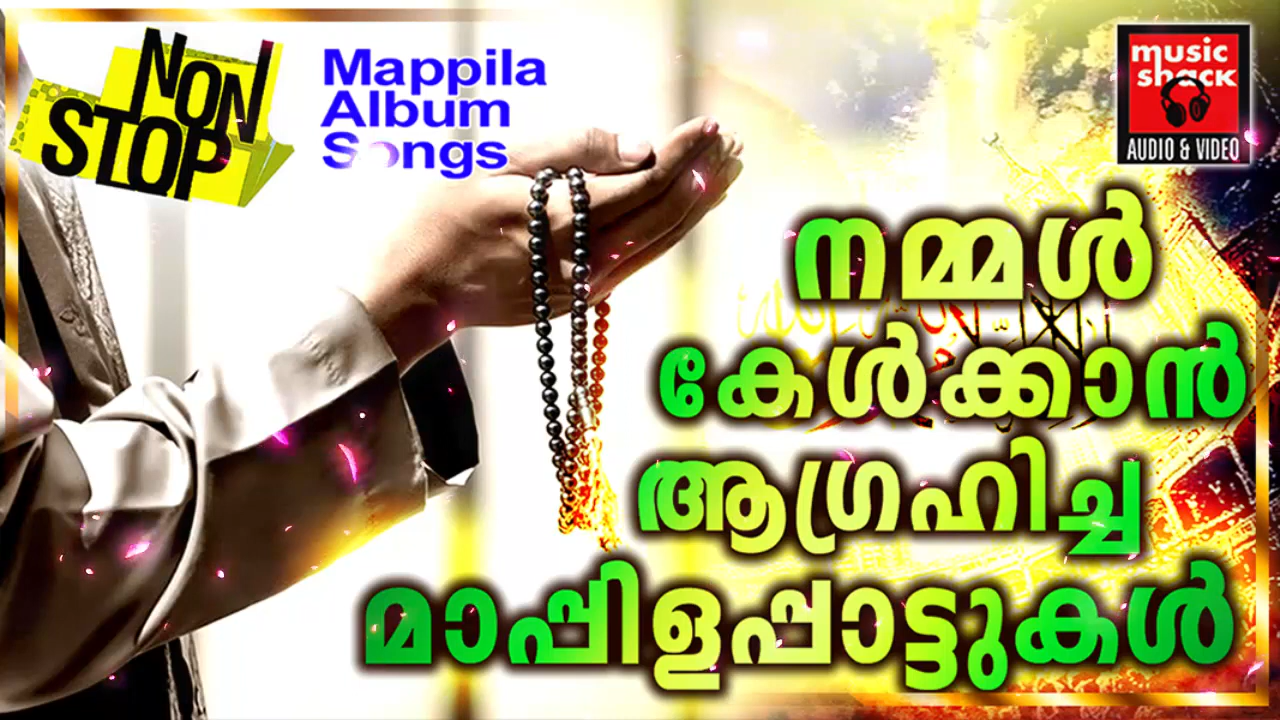 NON
STOP
Mappila
Album
Songs
music
shack
AUDIO & VIDEO
നമ്മൾ
കേൾക്കാൻ
ആഗ്രഹിച്ച
മാപ്പിളപ്പാട്ടുകൾ